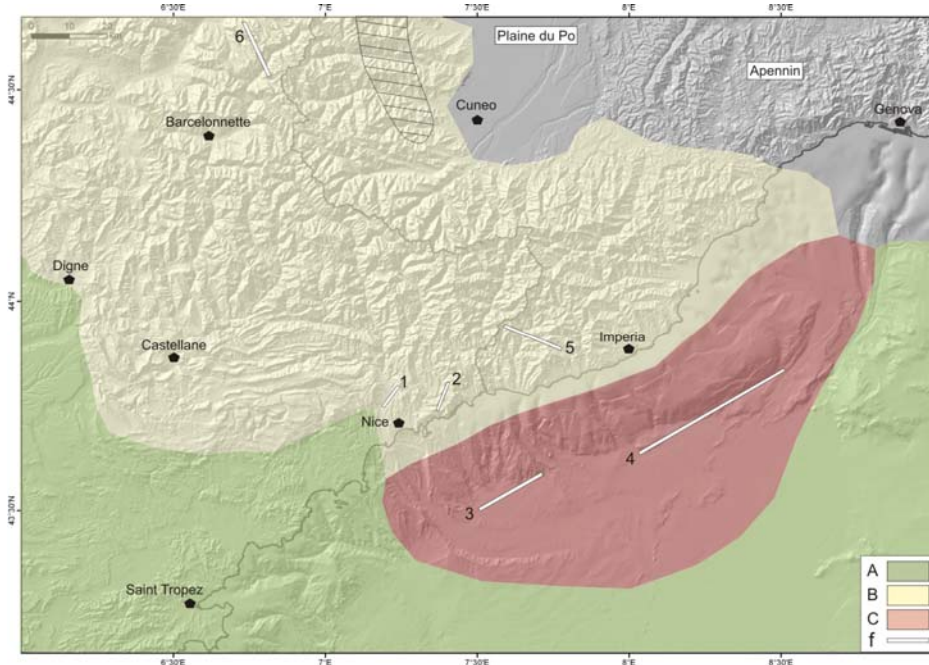 6°30'E 7°E 7°30'E 8°E 8°30'E
0 10 20
km
6
Plaine du Po
Apennin
44°30'N
Cuneo
Genova
Barcelonnette
Digne
44°N
Castellane
5
Imperia
1
2
Nice
4
3
43°30'N
Saint Tropez
A
B
C
f
6°30'E 7°E 7°30'E 8°E 8°30'E